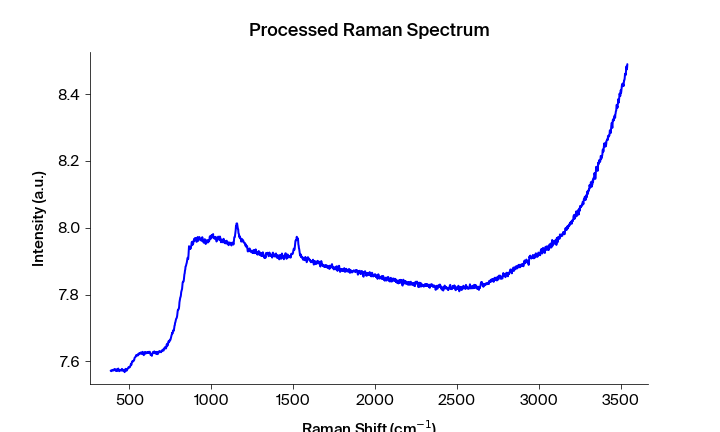 Processed Raman Spectrum
Intensity (a.u.)
8.4
8.2
8.0
7.8
7.6
500 1000 1500 2000 2500 3000 3500
Raman Shift (cm⁻¹)